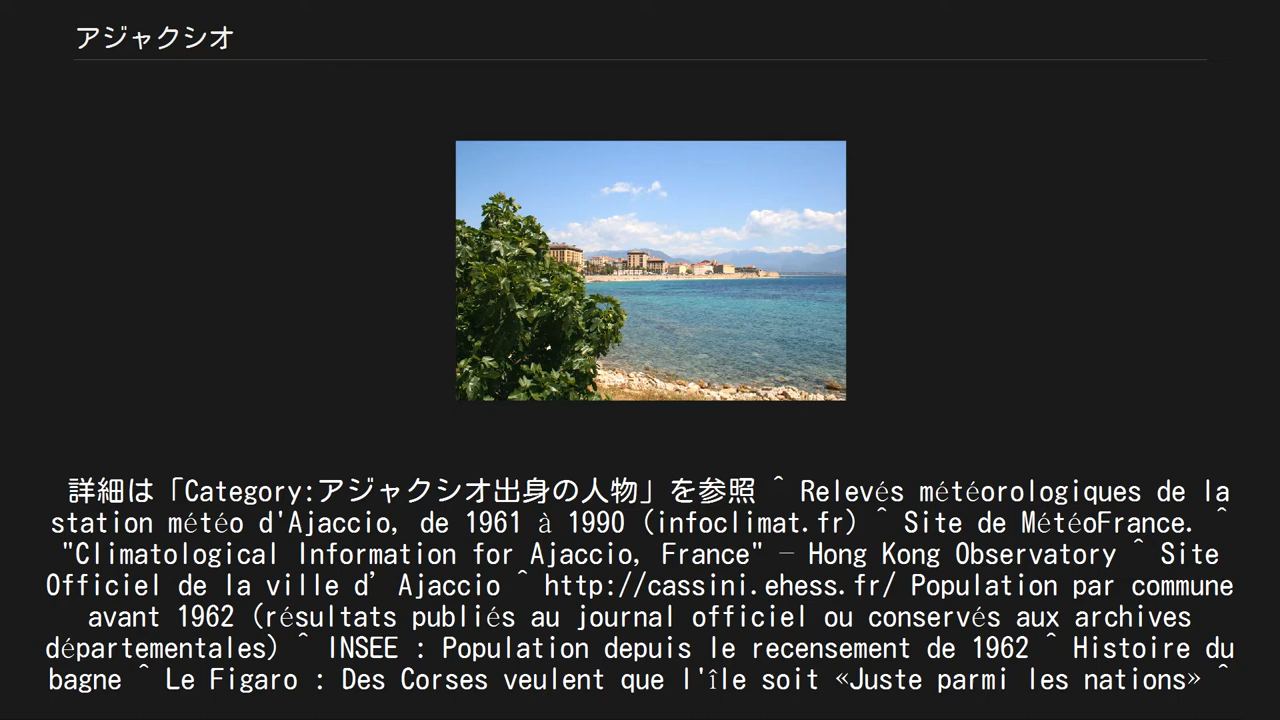 アジャクシオ
詳細は「Category:アジャクシオ出身の人物」を参照 ^ Relevés météorologiques de la
station météo d'Ajaccio, de 1961 à 1990 (infoclimat.fr) ^ Site de MétéoFrance. ^
"Climatological Information for Ajaccio, France" – Hong Kong Observatory ^ Site
Officiel de la ville d’Ajaccio ^ http://cassini.ehess.fr/ Population par commune
avant 1962 (résultats publiés au journal officiel ou conservés aux archives
départementales) ^ INSEE : Population depuis le recensement de 1962 ^ Histoire du
bagne ^ Le Figaro : Des Corses veulent que l'île soit «Juste parmi les nations» ^